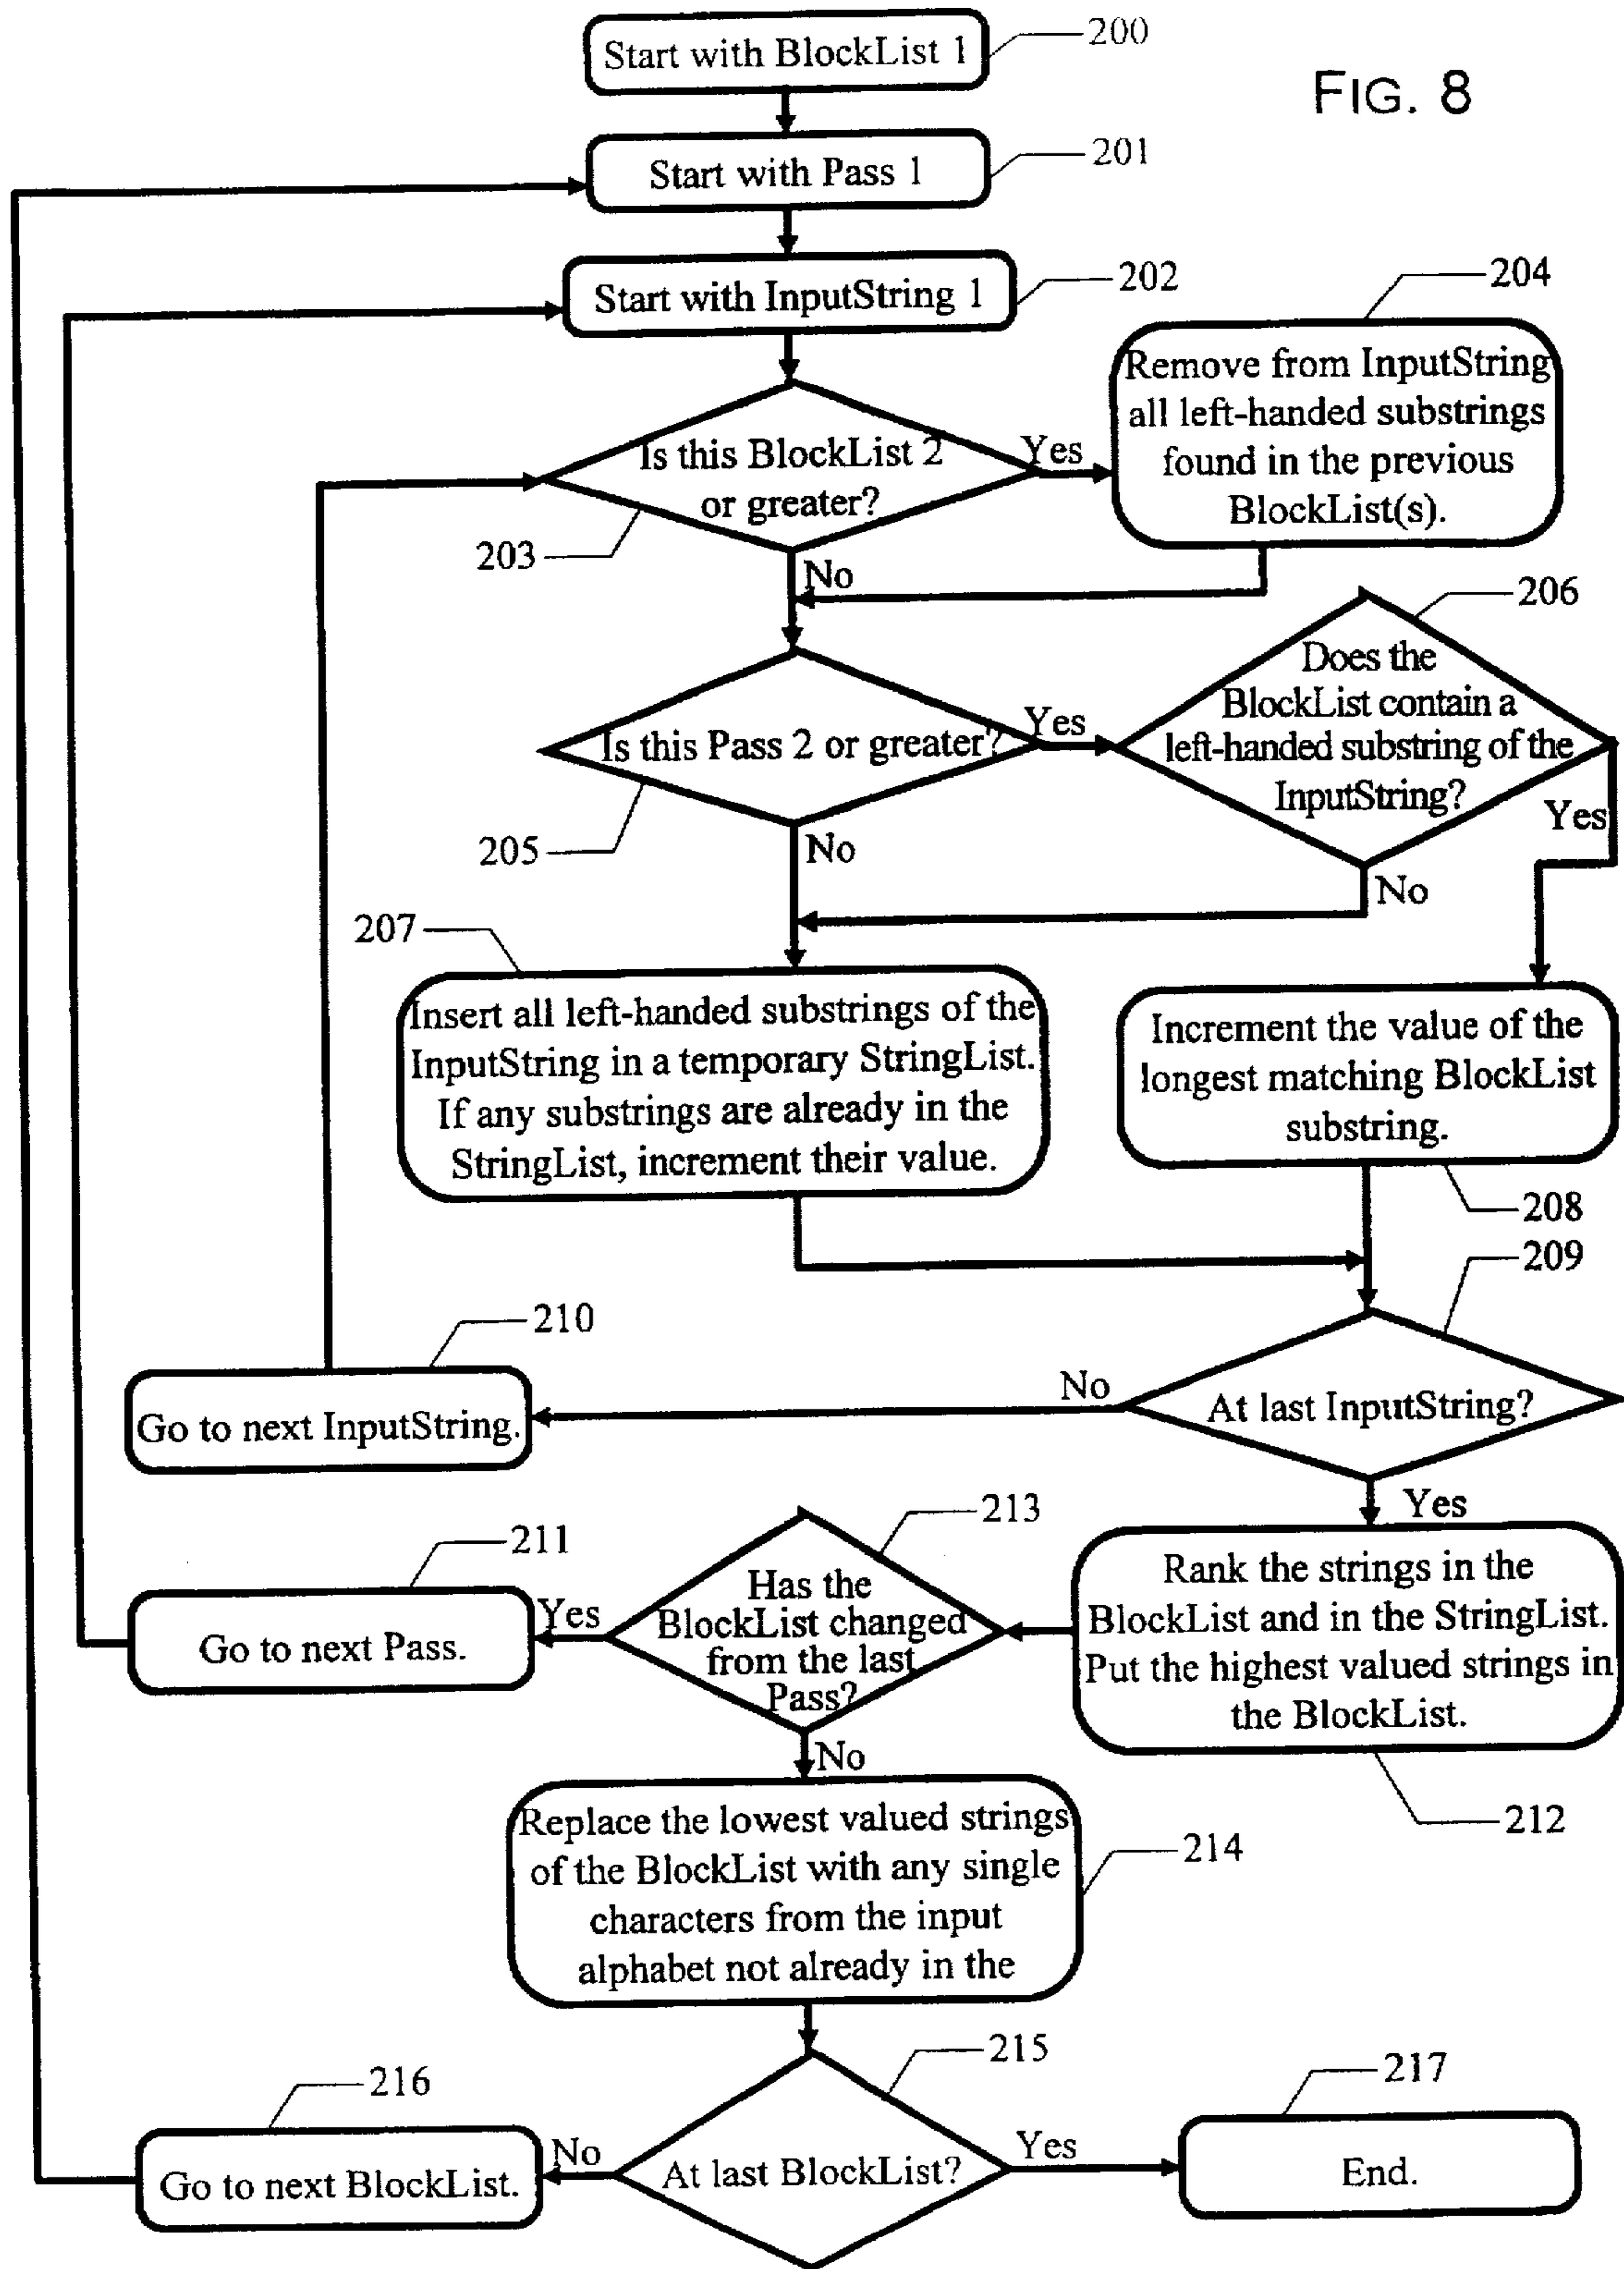 Start with BlockList 1
200
FIG. 8
Start with Pass 1
201
Start with InputString 1
202
204
Remove from InputString
all left-handed substrings
found in the previous
BlockList(s).
Is this BlockList 2
or greater?
Yes
203
No
206
Does the
BlockList contain a
left-handed substring of the
InputString?
Is this Pass 2 or greater?
Yes
Yes
205
No
No
207
Insert all left-handed substrings of the
InputString in a temporary StringList.
If any substrings are already in the
StringList, increment their value.
Increment the value of the
longest matching BlockList
substring.
208
209
210
Go to next InputString.
No
At last InputString?
Yes
213
211
Has the
BlockList changed
from the last
Pass?
Yes
Go to next Pass.
Rank the strings in the
BlockList and in the StringList.
Put the highest valued strings in
the BlockList.
No
212
Replace the lowest valued strings
of the BlockList with any single
characters from the input
alphabet not already in the
214
215
216
217
Go to next BlockList.
No
At last BlockList?
Yes
End.